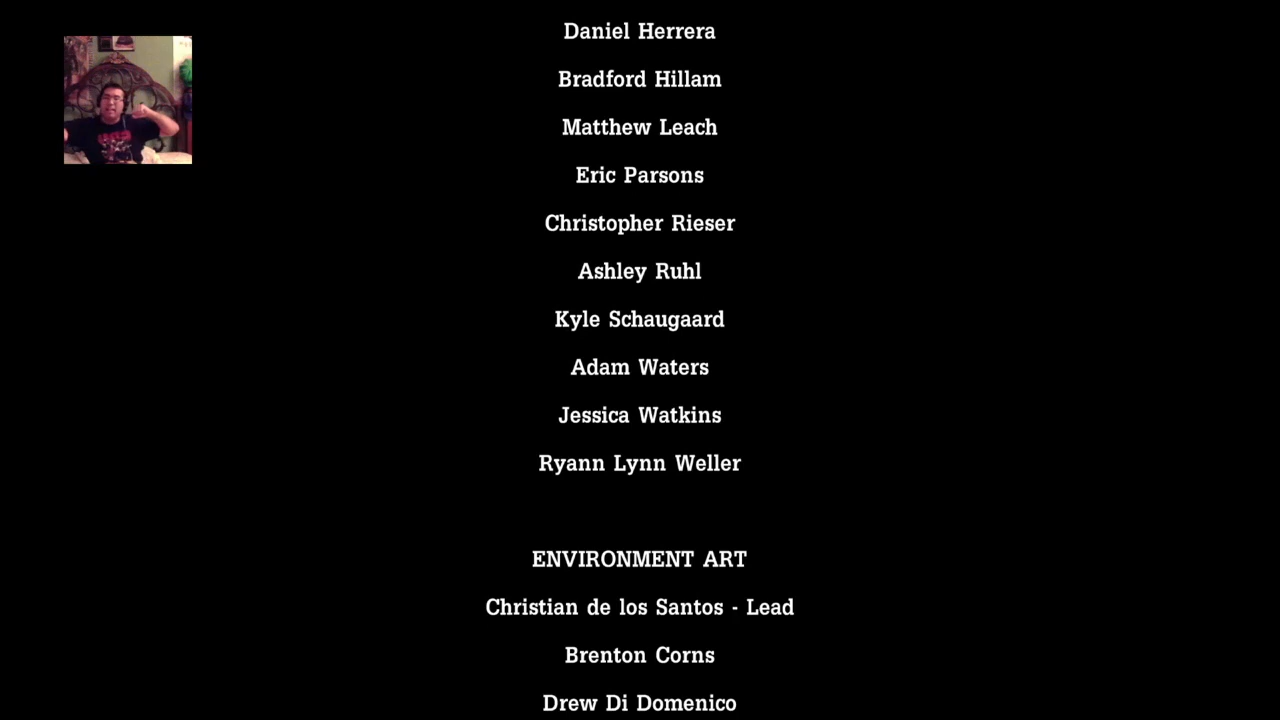 Daniel Herrera
Bradford Hillam
Matthew Leach
Eric Parsons
Christopher Rieser
Ashley Ruhl
Kyle Schaugaard
Adam Waters
Jessica Watkins
Ryann Lynn Weller
ENVIRONMENT ART
Christian de los Santos - Lead
Brenton Corns
Drew Di Domenico